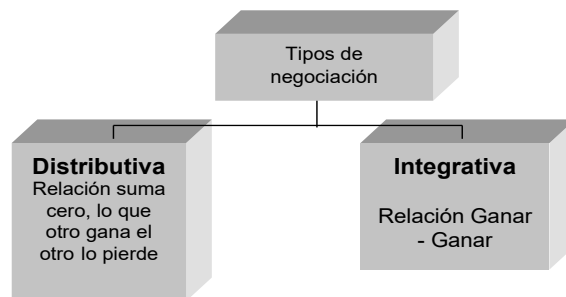 Tipos de
negociación
Distributiva
Relación suma
cero, lo que
otro gana el
otro lo pierde
Integrativa
Relación Ganar
- Ganar